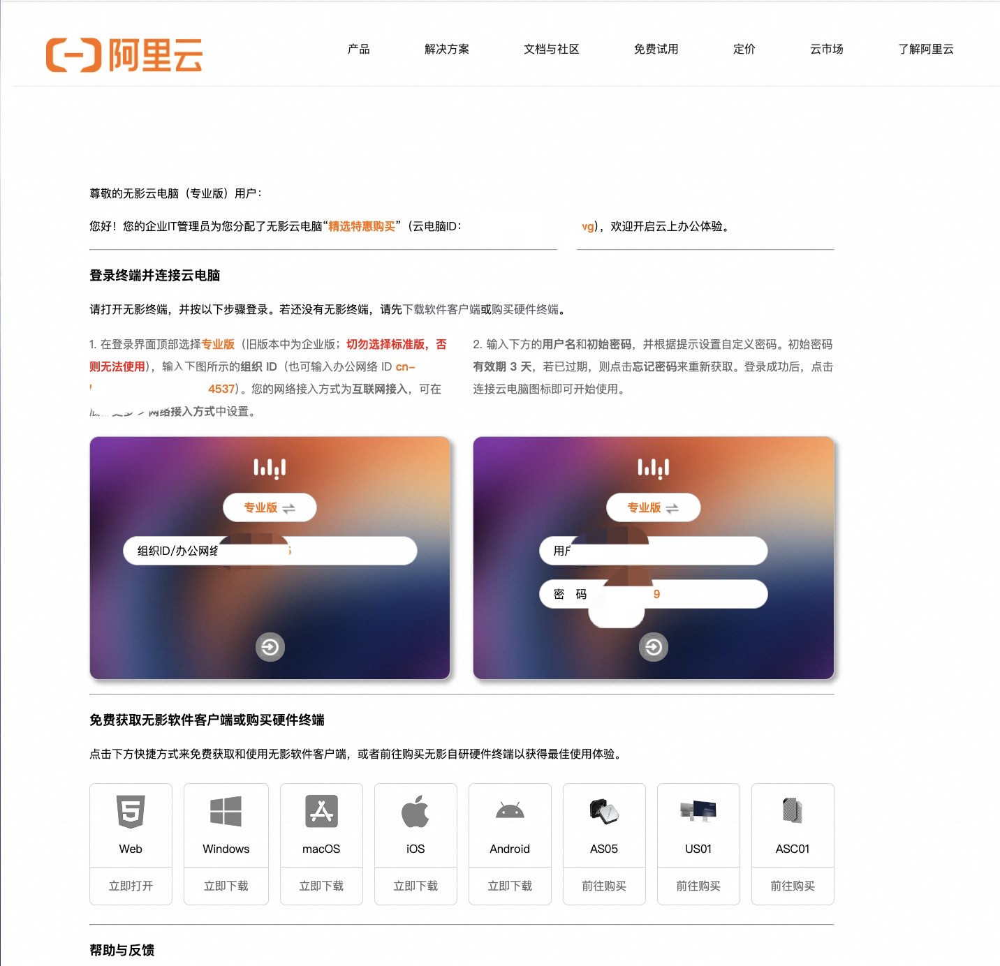 阿里云
产品 解决方案 文档与社区 免费试用 定价 云市场 了解阿里云
尊敬的无影云电脑（专业版）用户：
您好！您的企业IT管理员为您分配了无影云电脑“精选特惠购买”（云电脑ID： vg），欢迎开启云上办公体验。
登录终端并连接云电脑
请打开无影终端，并按以下步骤登录。若还没有无影终端，请先下载软件客户端或购买硬件终端。
1. 在登录界面顶部选择专业版（旧版本中为企业版；切勿选择标准版，否
则无法使用），输入下图所示的组织 ID（也可输入办公网络 ID cn-
4537）。您的网络接入方式为互联网接入，可在
更多 > 网络接入方式中设置。
2. 输入下方的用户名和初始密码，并根据提示设置自定义密码。初始密码
有效期 3 天，若已过期，则点击忘记密码来重新获取。登录成功后，点击
连接云电脑图标即可开始使用。
专业版
组织ID/办公网络
专业版
用户
密 码 9
免费获取无影软件客户端或购买硬件终端
点击下方快捷方式来免费获取和使用无影软件客户端，或者前往购买无影自研硬件终端以获得最佳使用体验。
Web Windows macOS iOS Android AS05 US01 ASC01
立即打开 立即下载 立即下载 立即下载 立即下载 前往购买 前往购买 前往购买
帮助与反馈